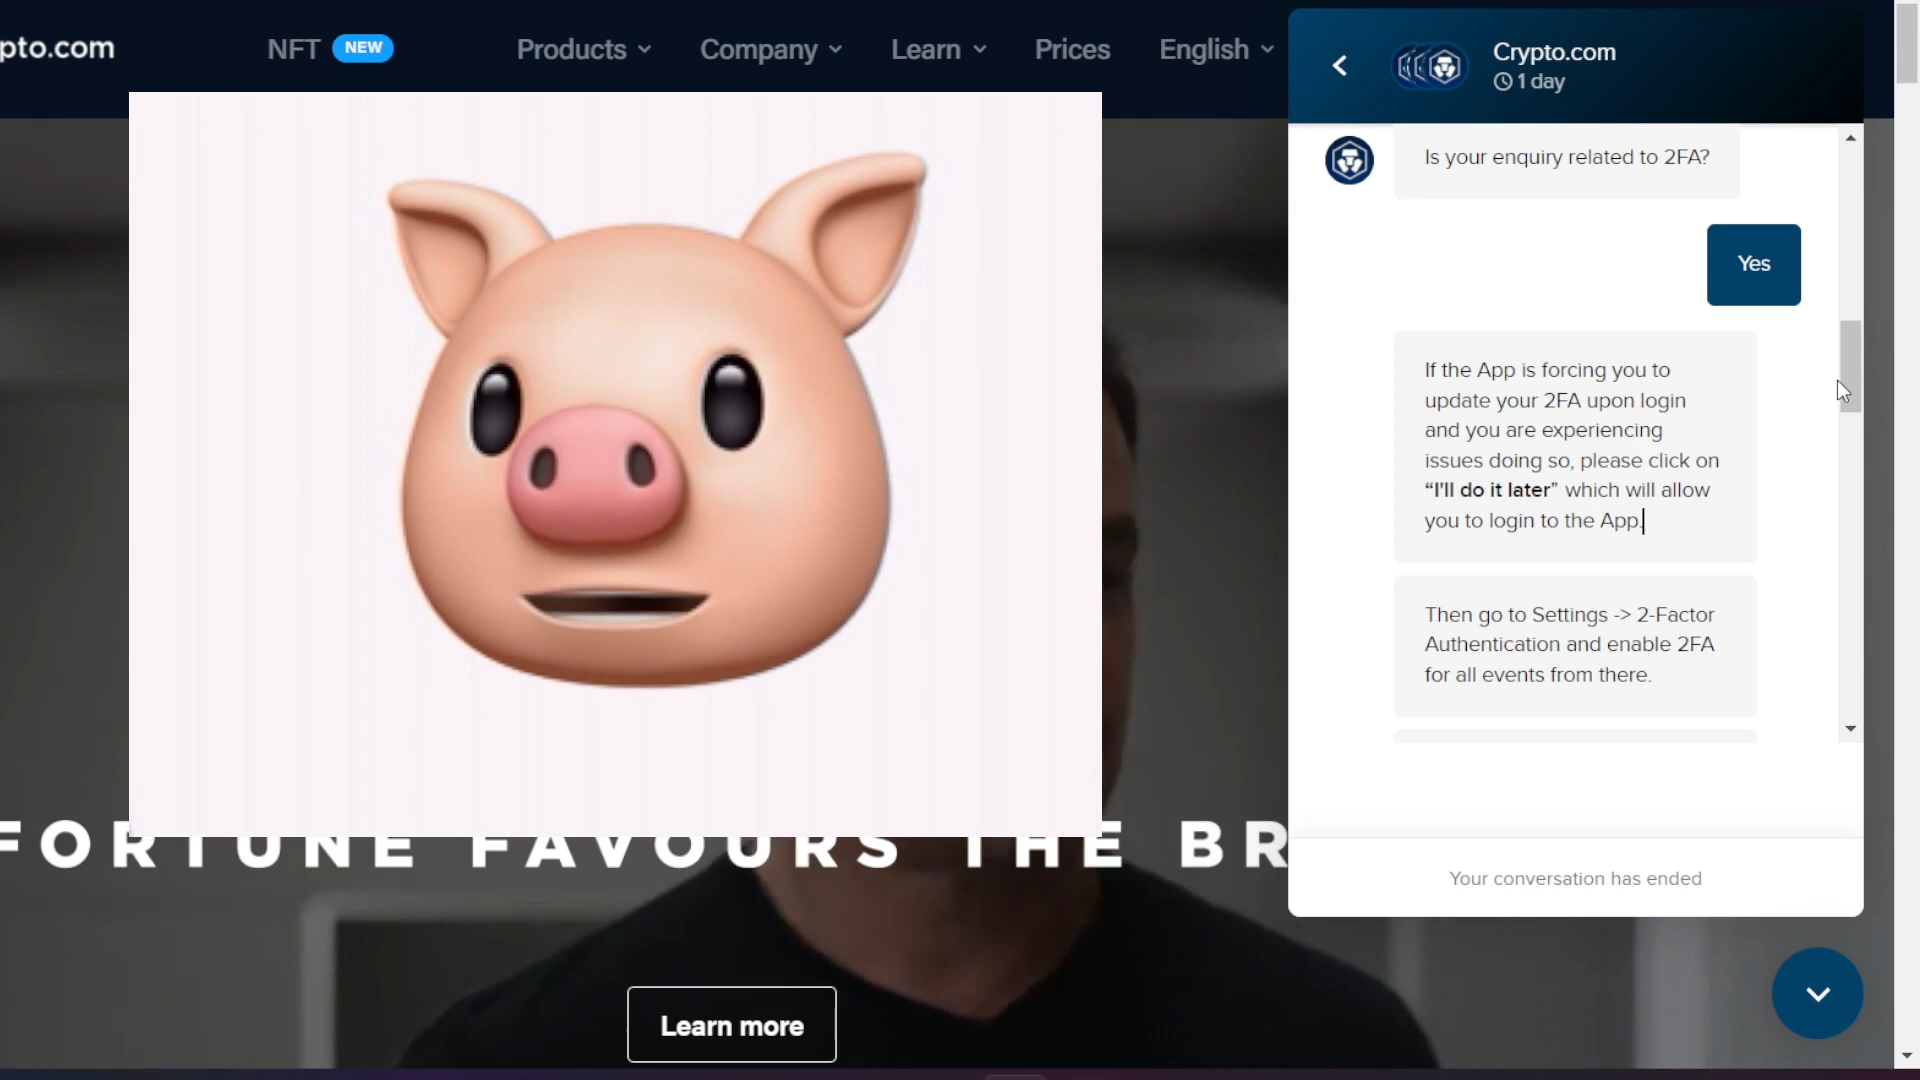 pto.com
NFT NEW
Products
Company
Learn
Prices
English
FORTUNE FAVOURS THE BR
Learn more
Crypto.com
1 day
Is your enquiry related to 2FA?
Yes
If the App is forcing you to
update your 2FA upon login
and you are experiencing
issues doing so, please click on
“I'll do it later” which will allow
you to login to the App.
Then go to Settings -> 2-Factor
Authentication and enable 2FA
for all events from there.
Your conversation has ended